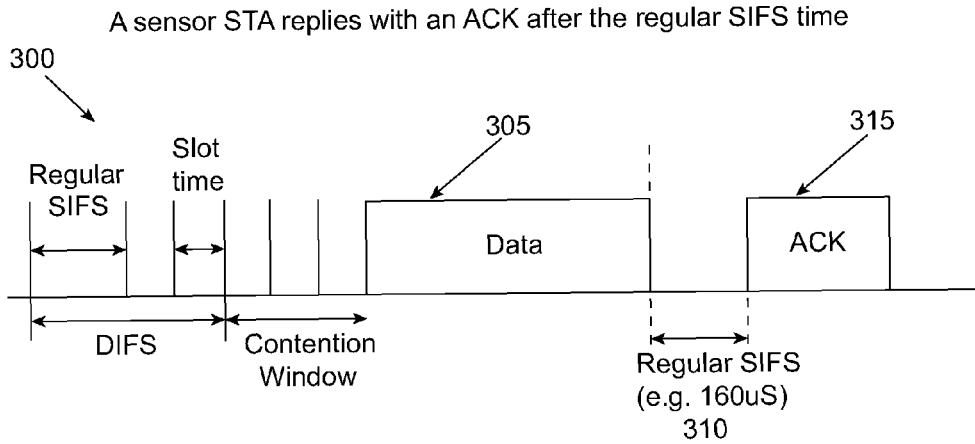 A sensor STA replies with an ACK after the regular SIFS time
300
305
315
Slot
time
Regular
SIFS
Data
ACK
DIFS
Contention
Window
Regular SIFS
(e.g. 160uS)
310